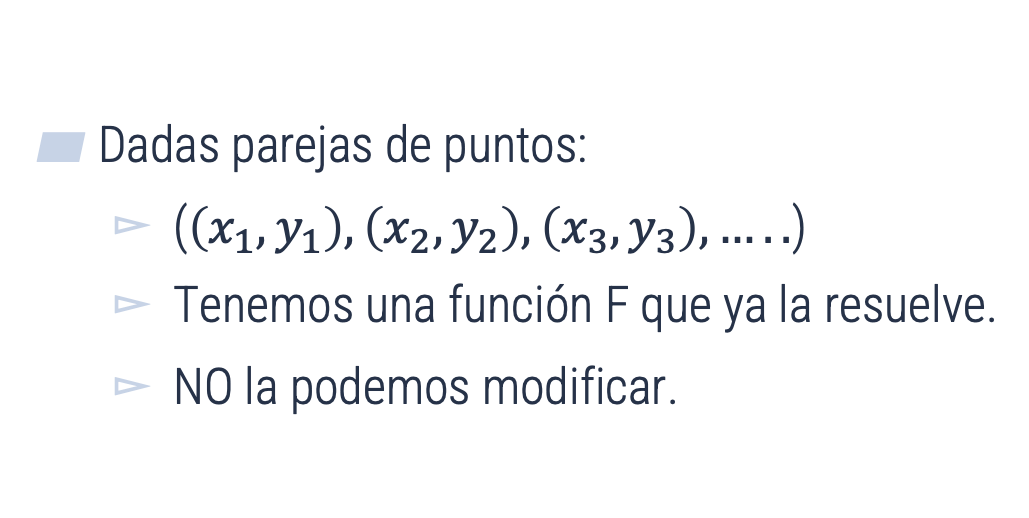 Dadas parejas de puntos:
((x₁, y₁), (x₂, y₂), (x₃, y₃), … . .)
Tenemos una función F que ya la resuelve.
NO la podemos modificar.